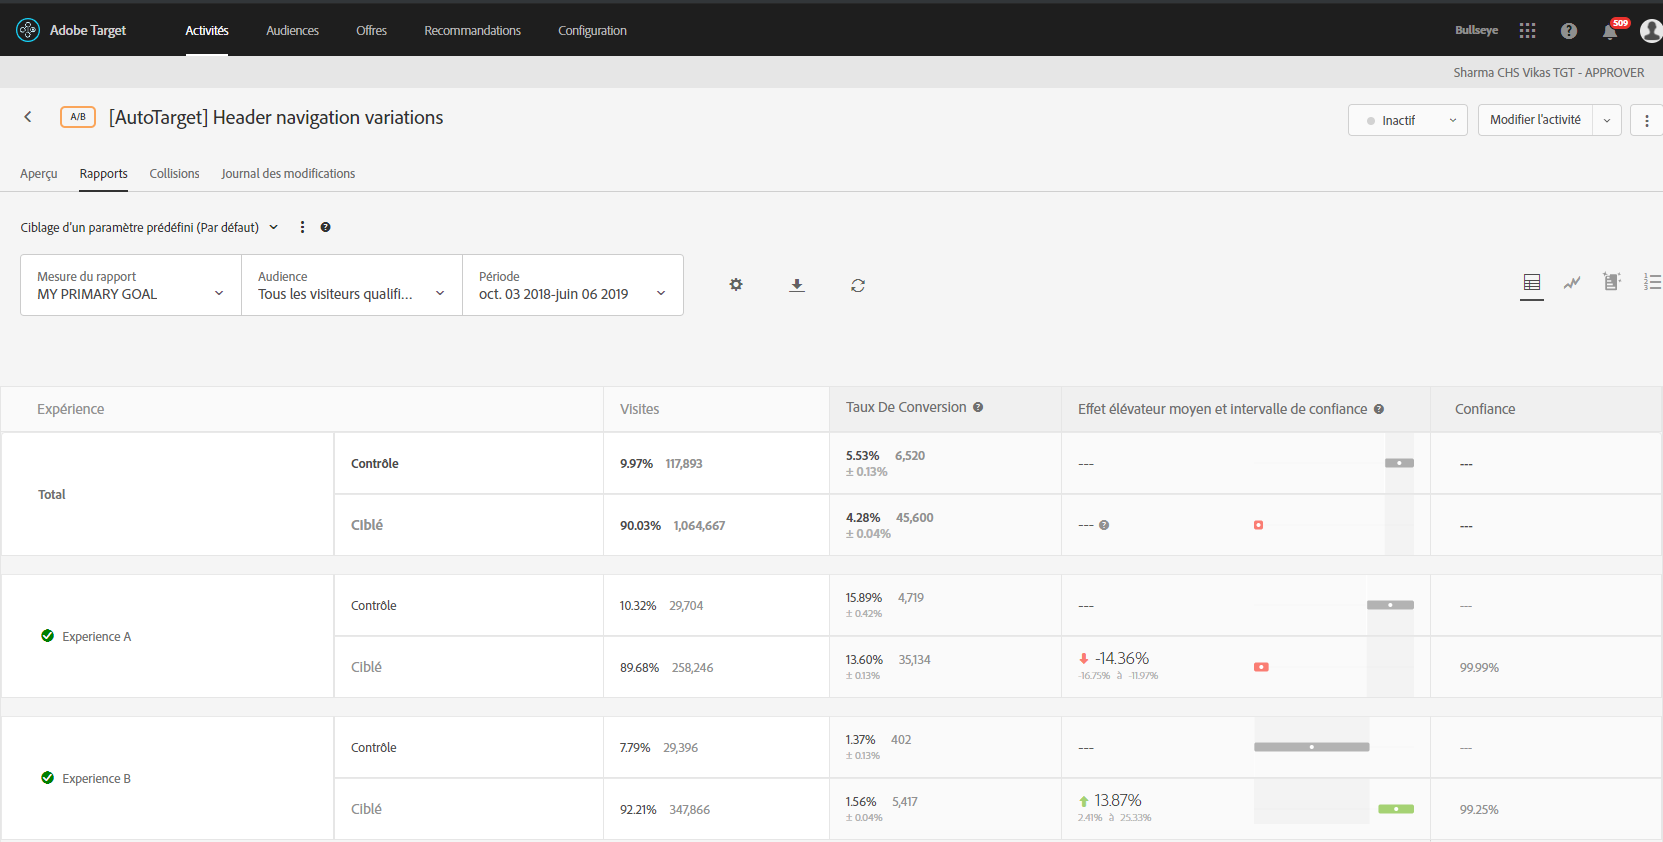 Adobe Target
Activités
Audiences
Offres
Recommandations
Configuration
Bullseye
509
Sharma CHS Vikas TGT - APPROVER
A/B
[AutoTarget] Header navigation variations
Inactif
Modifier l'activité
Aperçu
Rapports
Collisions
Journal des modifications
Ciblage d'un paramètre prédéfini (Par défaut)
Mesure du rapport
MY PRIMARY GOAL
Audience
Tous les visiteurs qualifi...
Période
oct. 03 2018-juin 06 2019
Expérience
Visites
Taux De Conversion
Effet élévateur moyen et intervalle de confiance
Confiance
Total
Contrôle
9.97% 117,893
5.53% 6,520
± 0.13%
---
---
Ciblé
90.03% 1,064,667
4.28% 45,600
± 0.04%
---
---
Experience A
Contrôle
10.32% 29,704
15.89% 4,719
± 0.42%
---
---
Ciblé
89.68% 258,246
13.60% 35,134
± 0.13%
-14.36%
-16.75% à -11.97%
99.99%
Experience B
Contrôle
7.79% 29,396
1.37% 402
± 0.13%
---
---
Ciblé
92.21% 347,866
1.56% 5,417
± 0.04%
13.87%
2.41% à 25.33%
99.25%